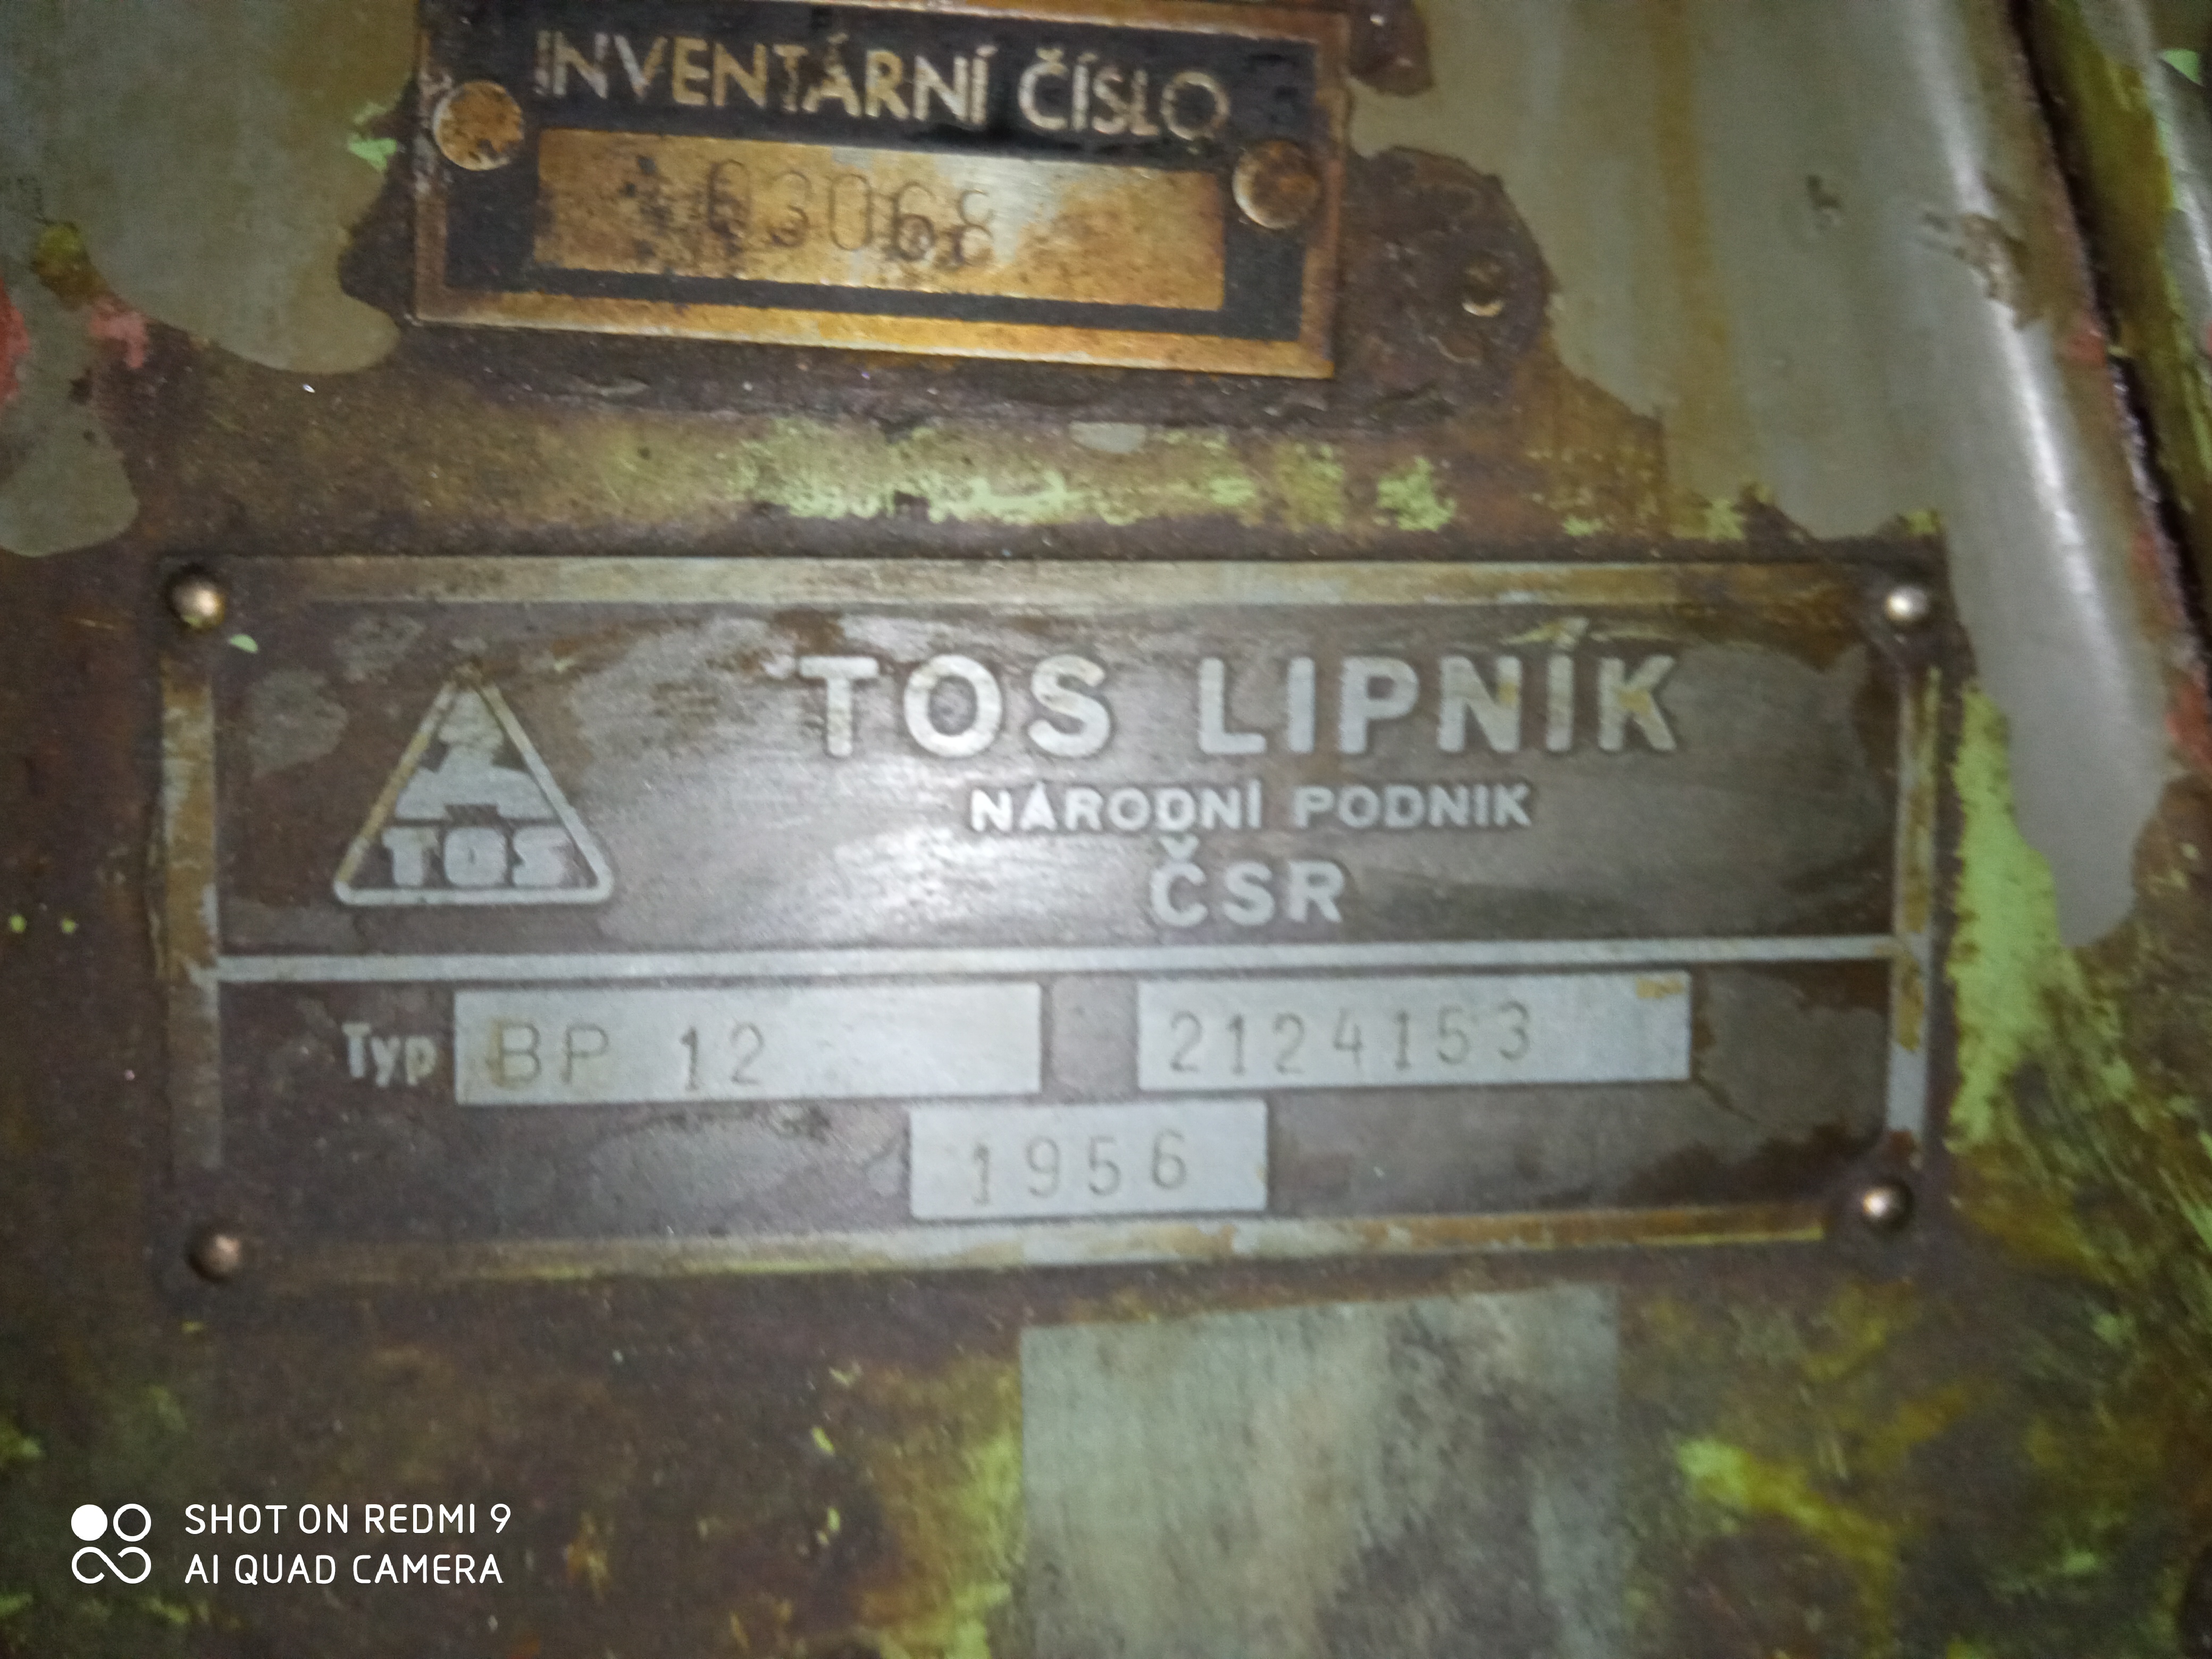 INVENTÁRNÍ ČÍSLO
03068
TOS LIPNÍK
NÁRODNÍ PODNIK
ČSR
TOS
Typ BP 12 2124153
1956
SHOT ON REDMI 9
AI QUAD CAMERA